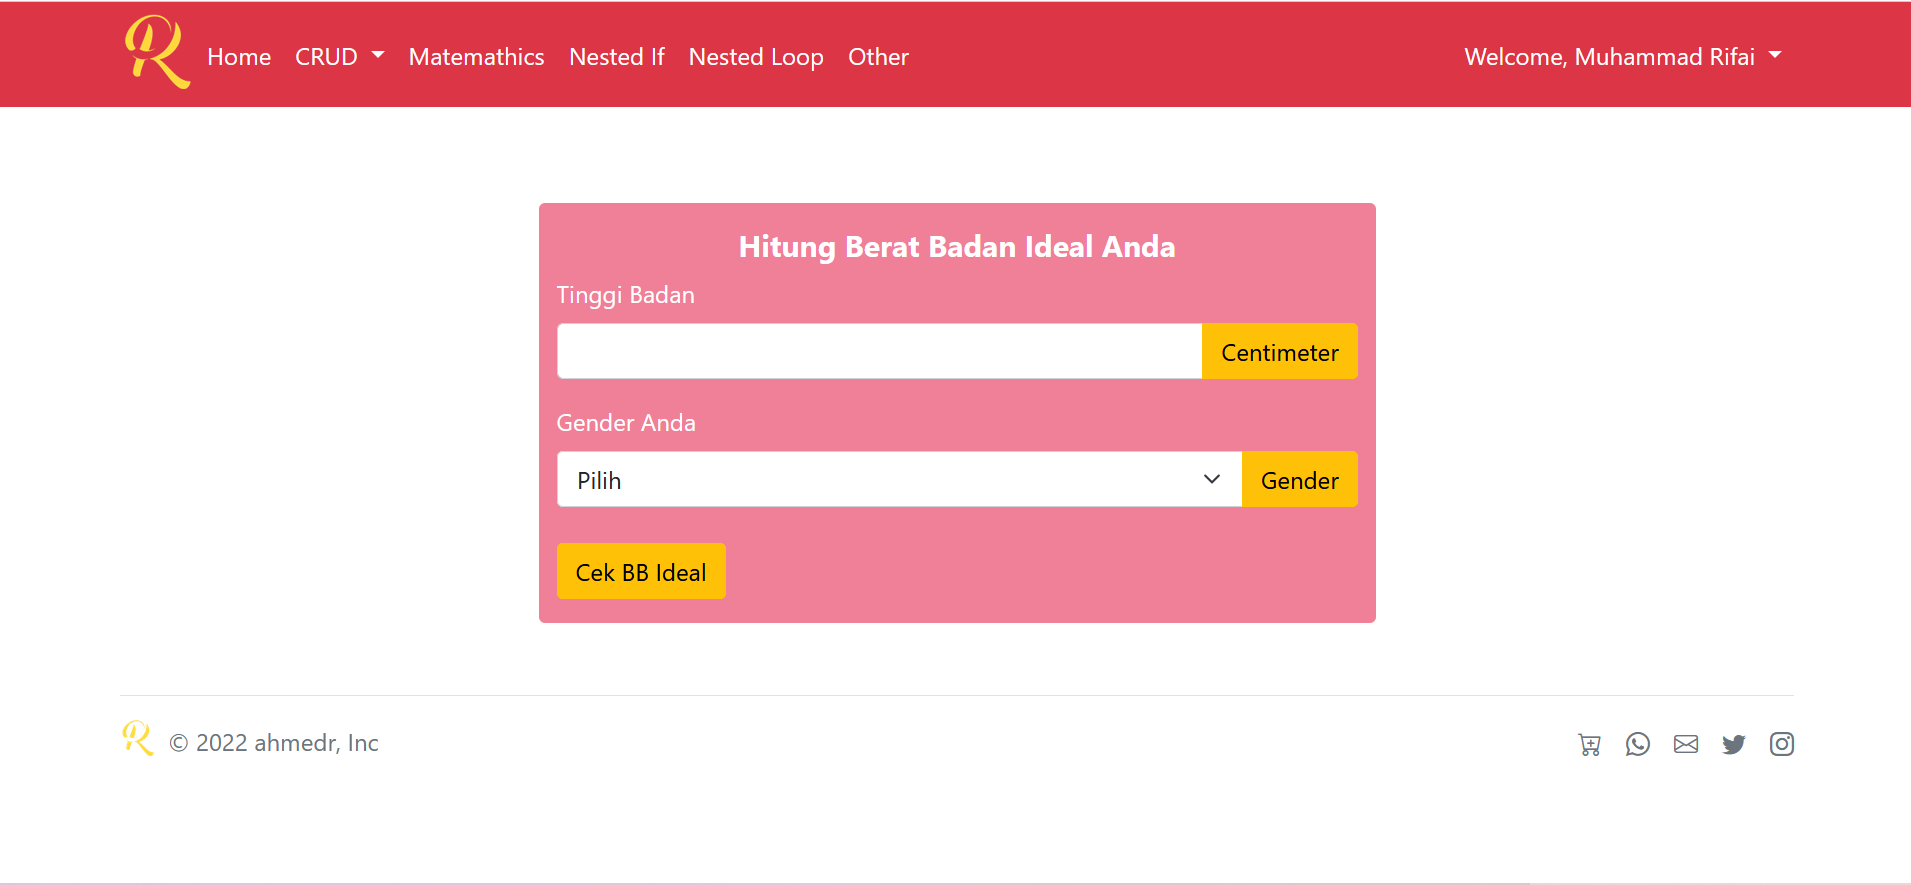 R Home CRUD Matemathics Nested If Nested Loop Other Welcome, Muhammad Rifai
Hitung Berat Badan Ideal Anda
Tinggi Badan
Centimeter
Gender Anda
Pilih Gender
Cek BB Ideal
R © 2022 ahmedr, Inc